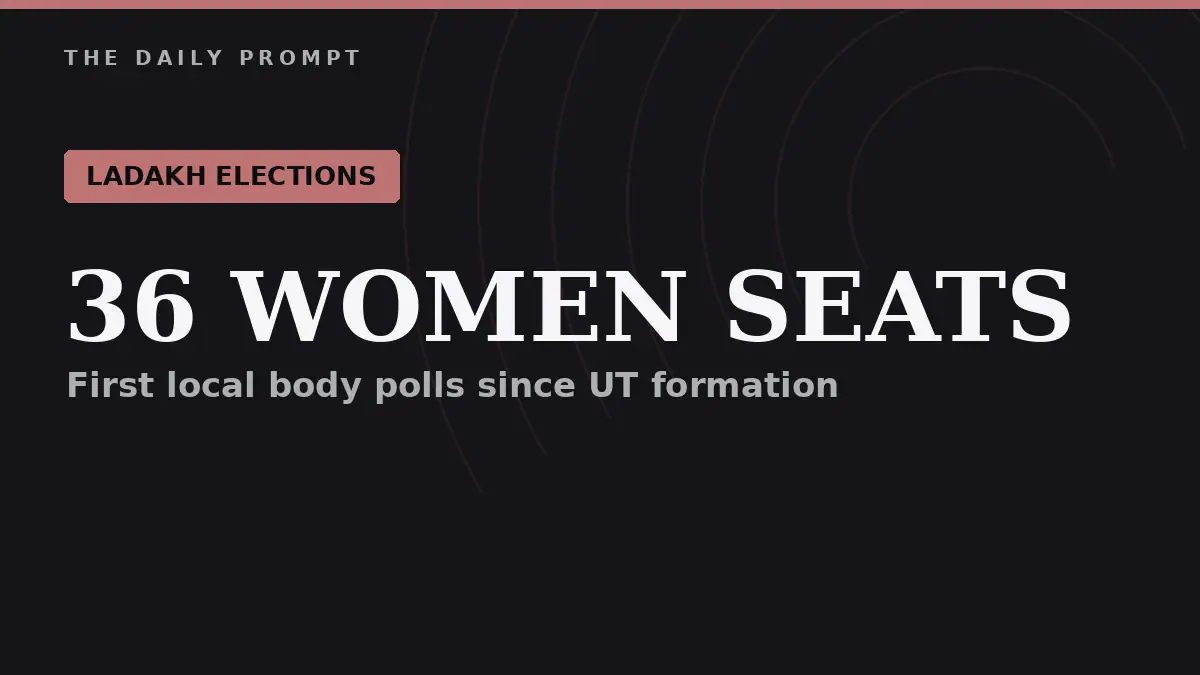 THE DAILY PROMPT
LADAKH ELECTIONS
36 WOMEN SEATS
First local body polls since UT formation